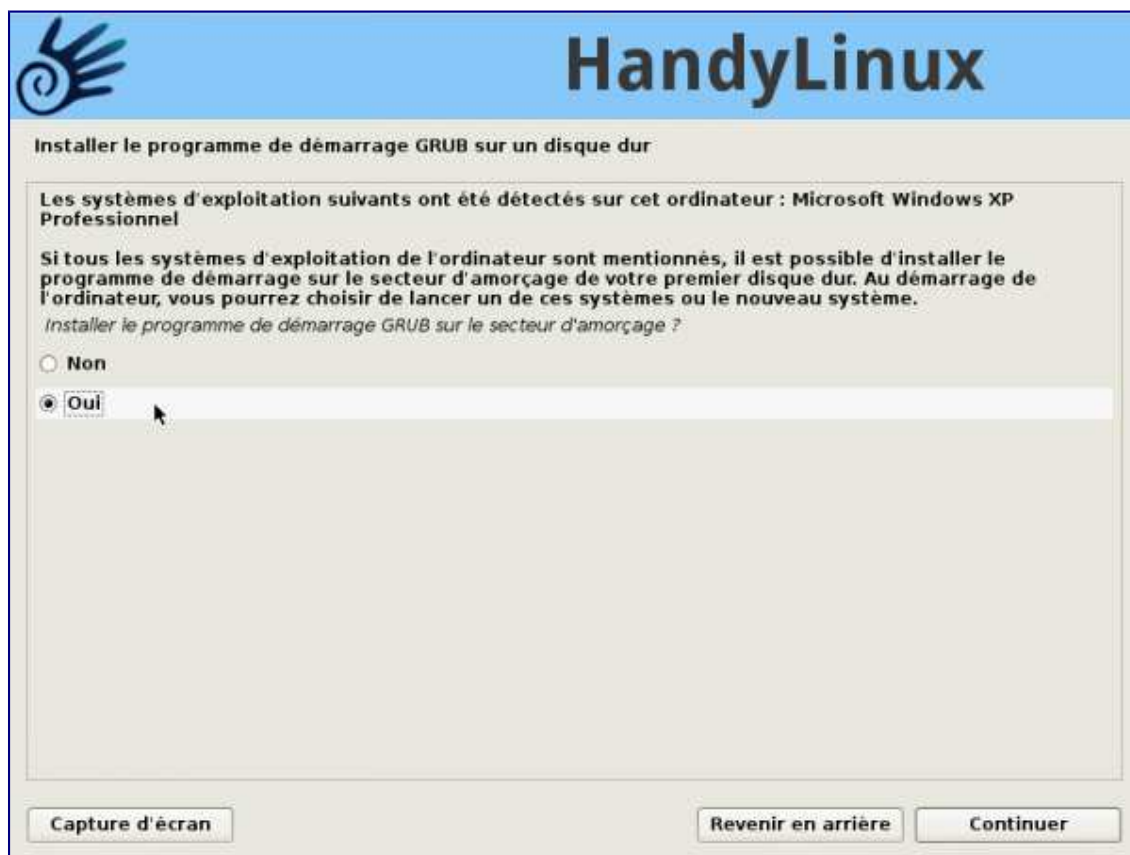 HandyLinux
Installer le programme de démarrage GRUB sur un disque dur
Les systèmes d'exploitation suivants ont été détectés sur cet ordinateur : Microsoft Windows XP
Professionnel
Si tous les systèmes d'exploitation de l'ordinateur sont mentionnés, il est possible d'installer le
programme de démarrage sur le secteur d'amorçage de votre premier disque dur. Au démarrage de
l'ordinateur, vous pourrez choisir de lancer un de ces systèmes ou le nouveau système.
Installer le programme de démarrage GRUB sur le secteur d'amorçage ?
Non
Oui
Capture d'écran
Revenir en arrière
Continuer